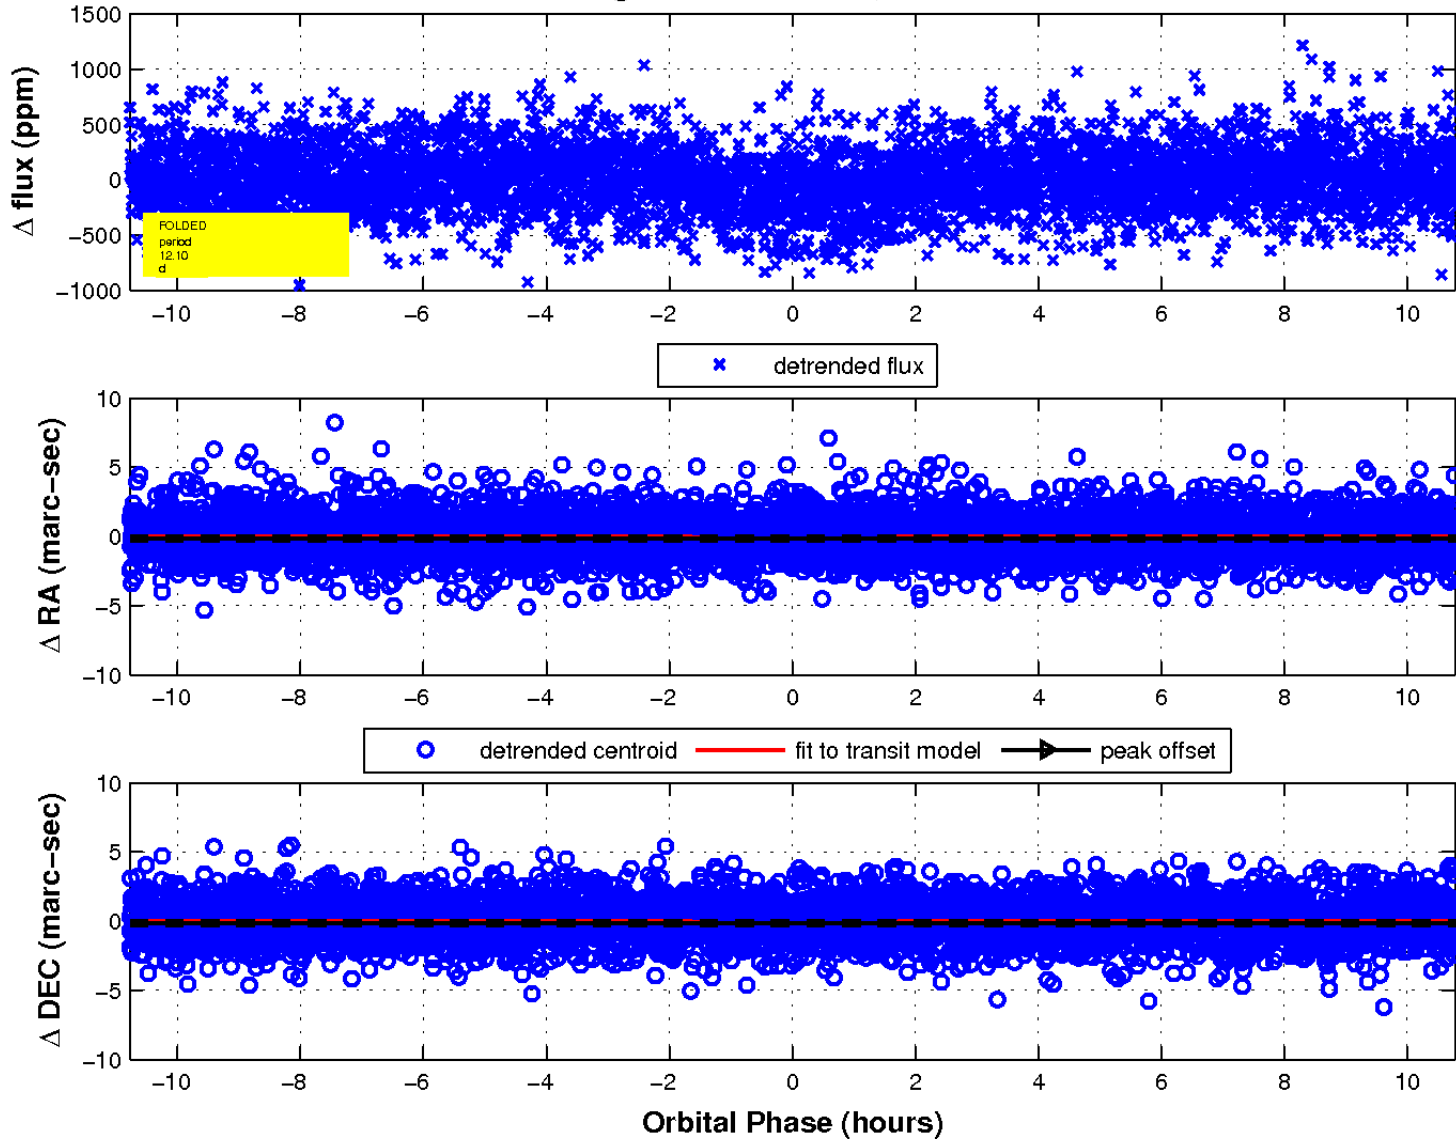 1500
1000
500
0
−500
−1000
Δ flux (ppm)
FOLDED
period
12.10
d
−10 −8 −6 −4 −2 0 2 4 6 8 10
detrended flux
10
5
0
−5
−10
Δ RA (marc−sec)
−10 −8 −6 −4 −2 0 2 4 6 8 10
detrended centroid fit to transit model peak offset
10
5
0
−5
−10
Δ DEC (marc−sec)
−10 −8 −6 −4 −2 0 2 4 6 8 10
Orbital Phase (hours)